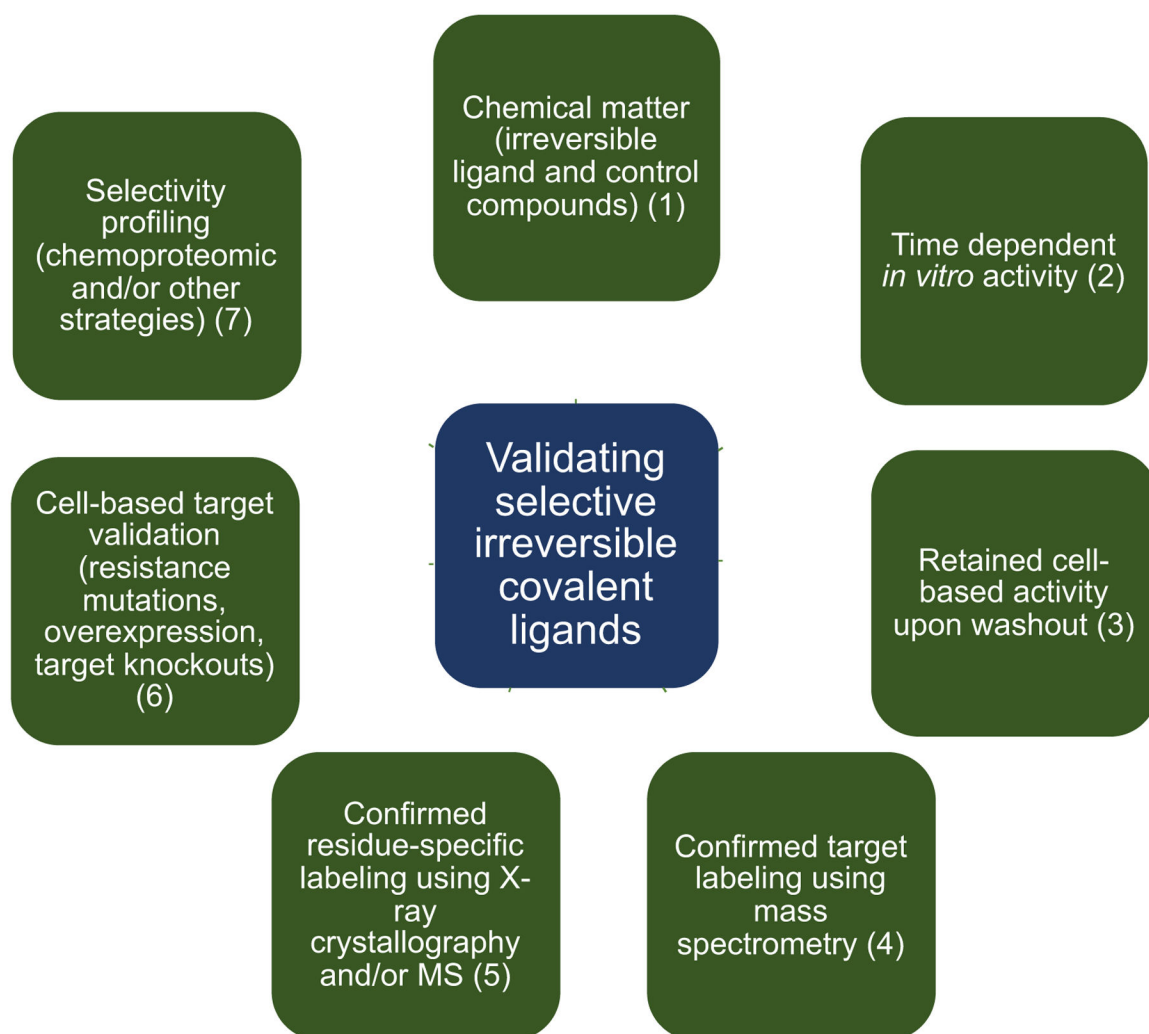 Chemical matter
(irreversible
ligand and control
compounds) (1)
Time dependent
in vitro activity (2)
Retained cell-
based activity
upon washout (3)
Confirmed target
labeling using
mass
spectrometry (4)
Confirmed
residue-specific
labeling using X-
ray
crystallography
and/or MS (5)
Cell-based target
validation
(resistance
mutations,
overexpression,
target knockouts)
(6)
Selectivity
profiling
(chemoproteomic
and/or other
strategies) (7)
Validating
selective
irreversible
covalent
ligands